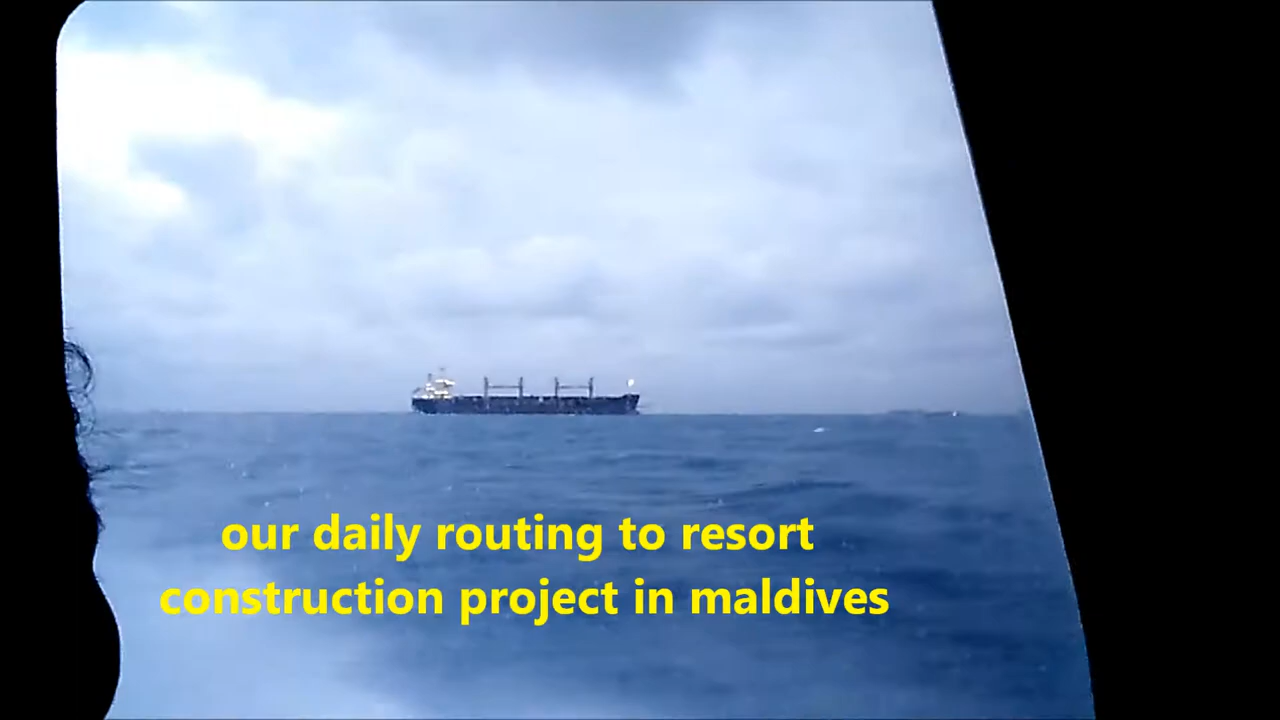 our daily routing to resort
construction project in maldives